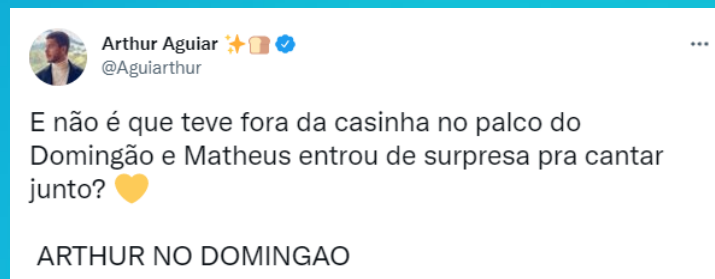 Arthur Aguiar ✨🍞
@Aguiarthur
E não é que teve fora da casinha no palco do
Domingão e Matheus entrou de surpresa pra cantar
junto? 💛
ARTHUR NO DOMINGAO